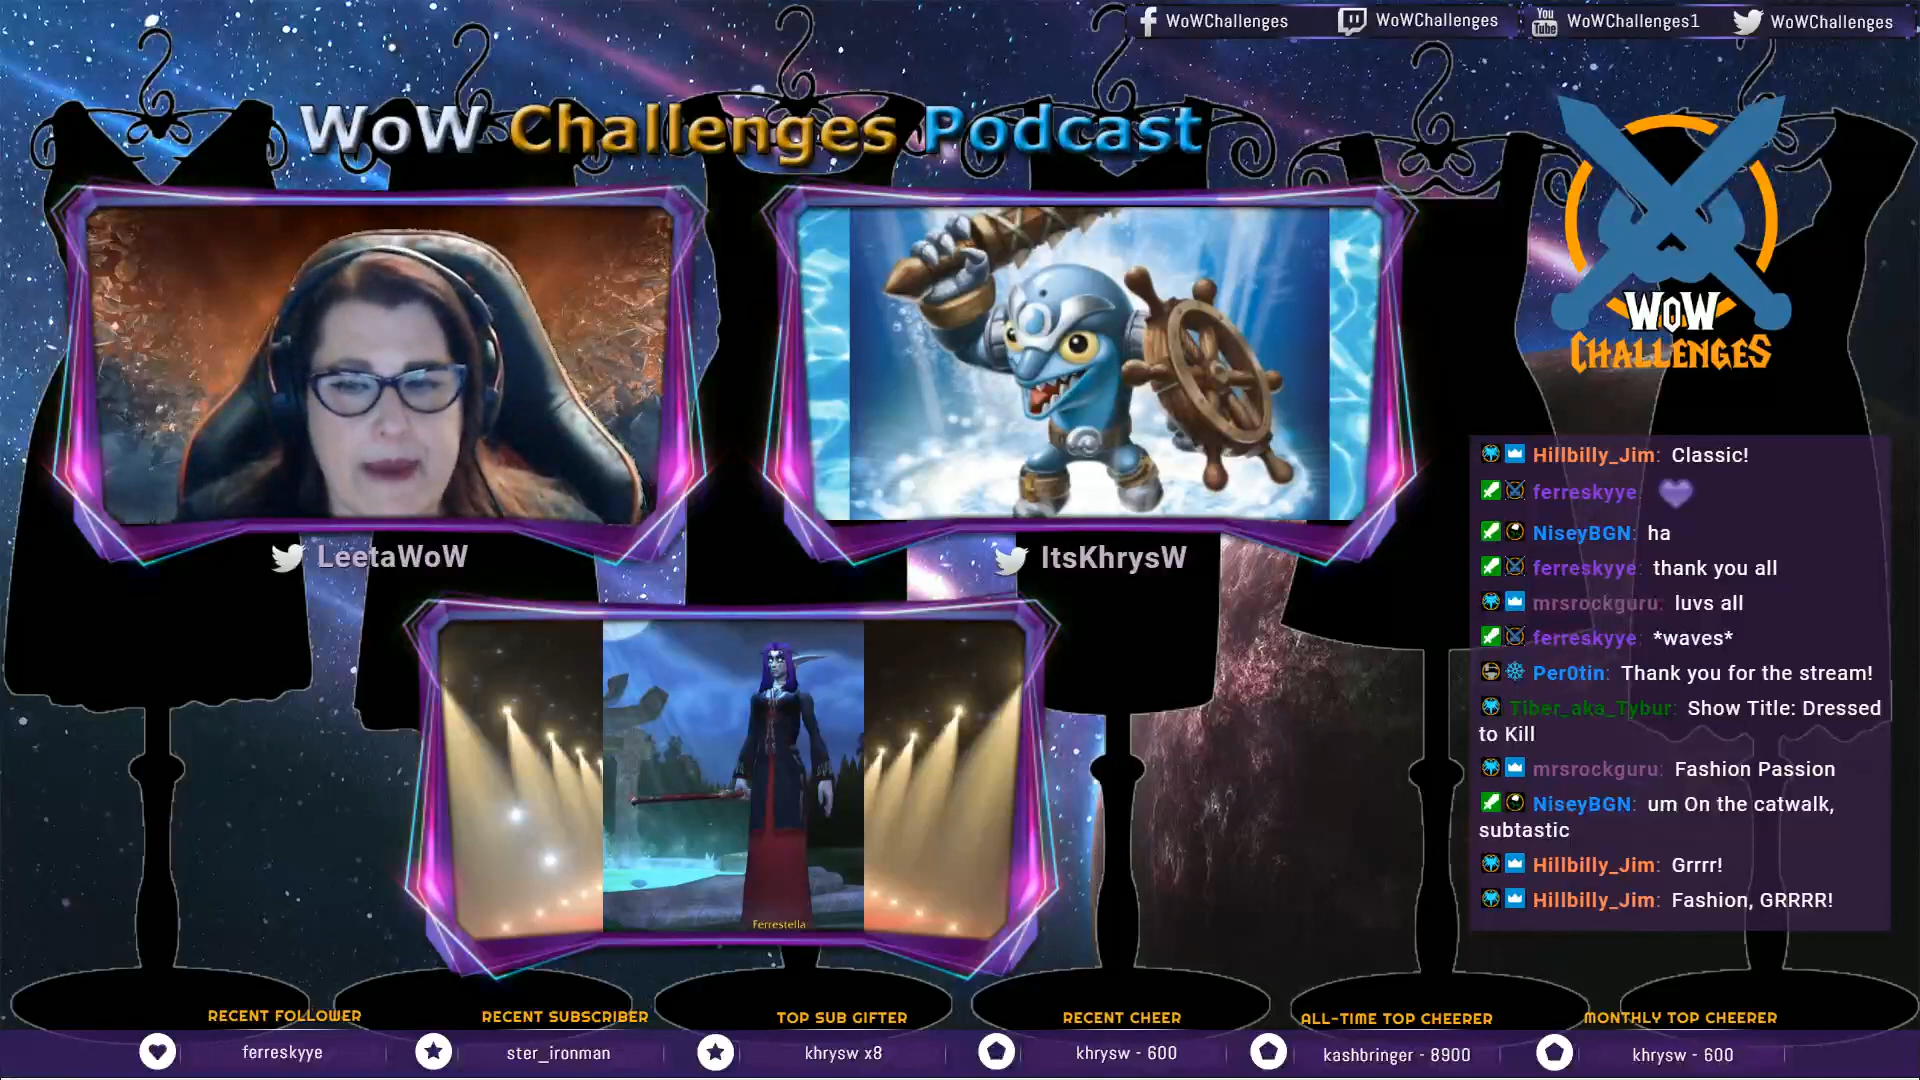 WoWChallenges
WoWChallenges
YouTube
WoWChallenges1
WoWChallenges
WoW Challenges Podcast
WoW
CHALLENGES
LeetaWoW
ItsKhrysW
Ferrestella
Hillbilly_Jim: Classic!
ferreskyye:
NiseyBGN: ha
ferreskyye: thank you all
mrsrockguru: luvs all
ferreskyye: *waves*
Per0tin: Thank you for the stream!
Tiber_aka_Tybur: Show Title: Dressed
to Kill
mrsrockguru: Fashion Passion
NiseyBGN: um On the catwalk,
subtastic
Hillbilly_Jim: Grrrr!
Hillbilly_Jim: Fashion, GRRRR!
RECENT FOLLOWER
ferreskyye
RECENT SUBSCRIBER
ster_ironman
TOP SUB GIFTER
khrysw x8
RECENT CHEER
khrysw - 600
ALL-TIME TOP CHEERER
kashbringer - 8900
MONTHLY TOP CHEERER
khrysw - 600